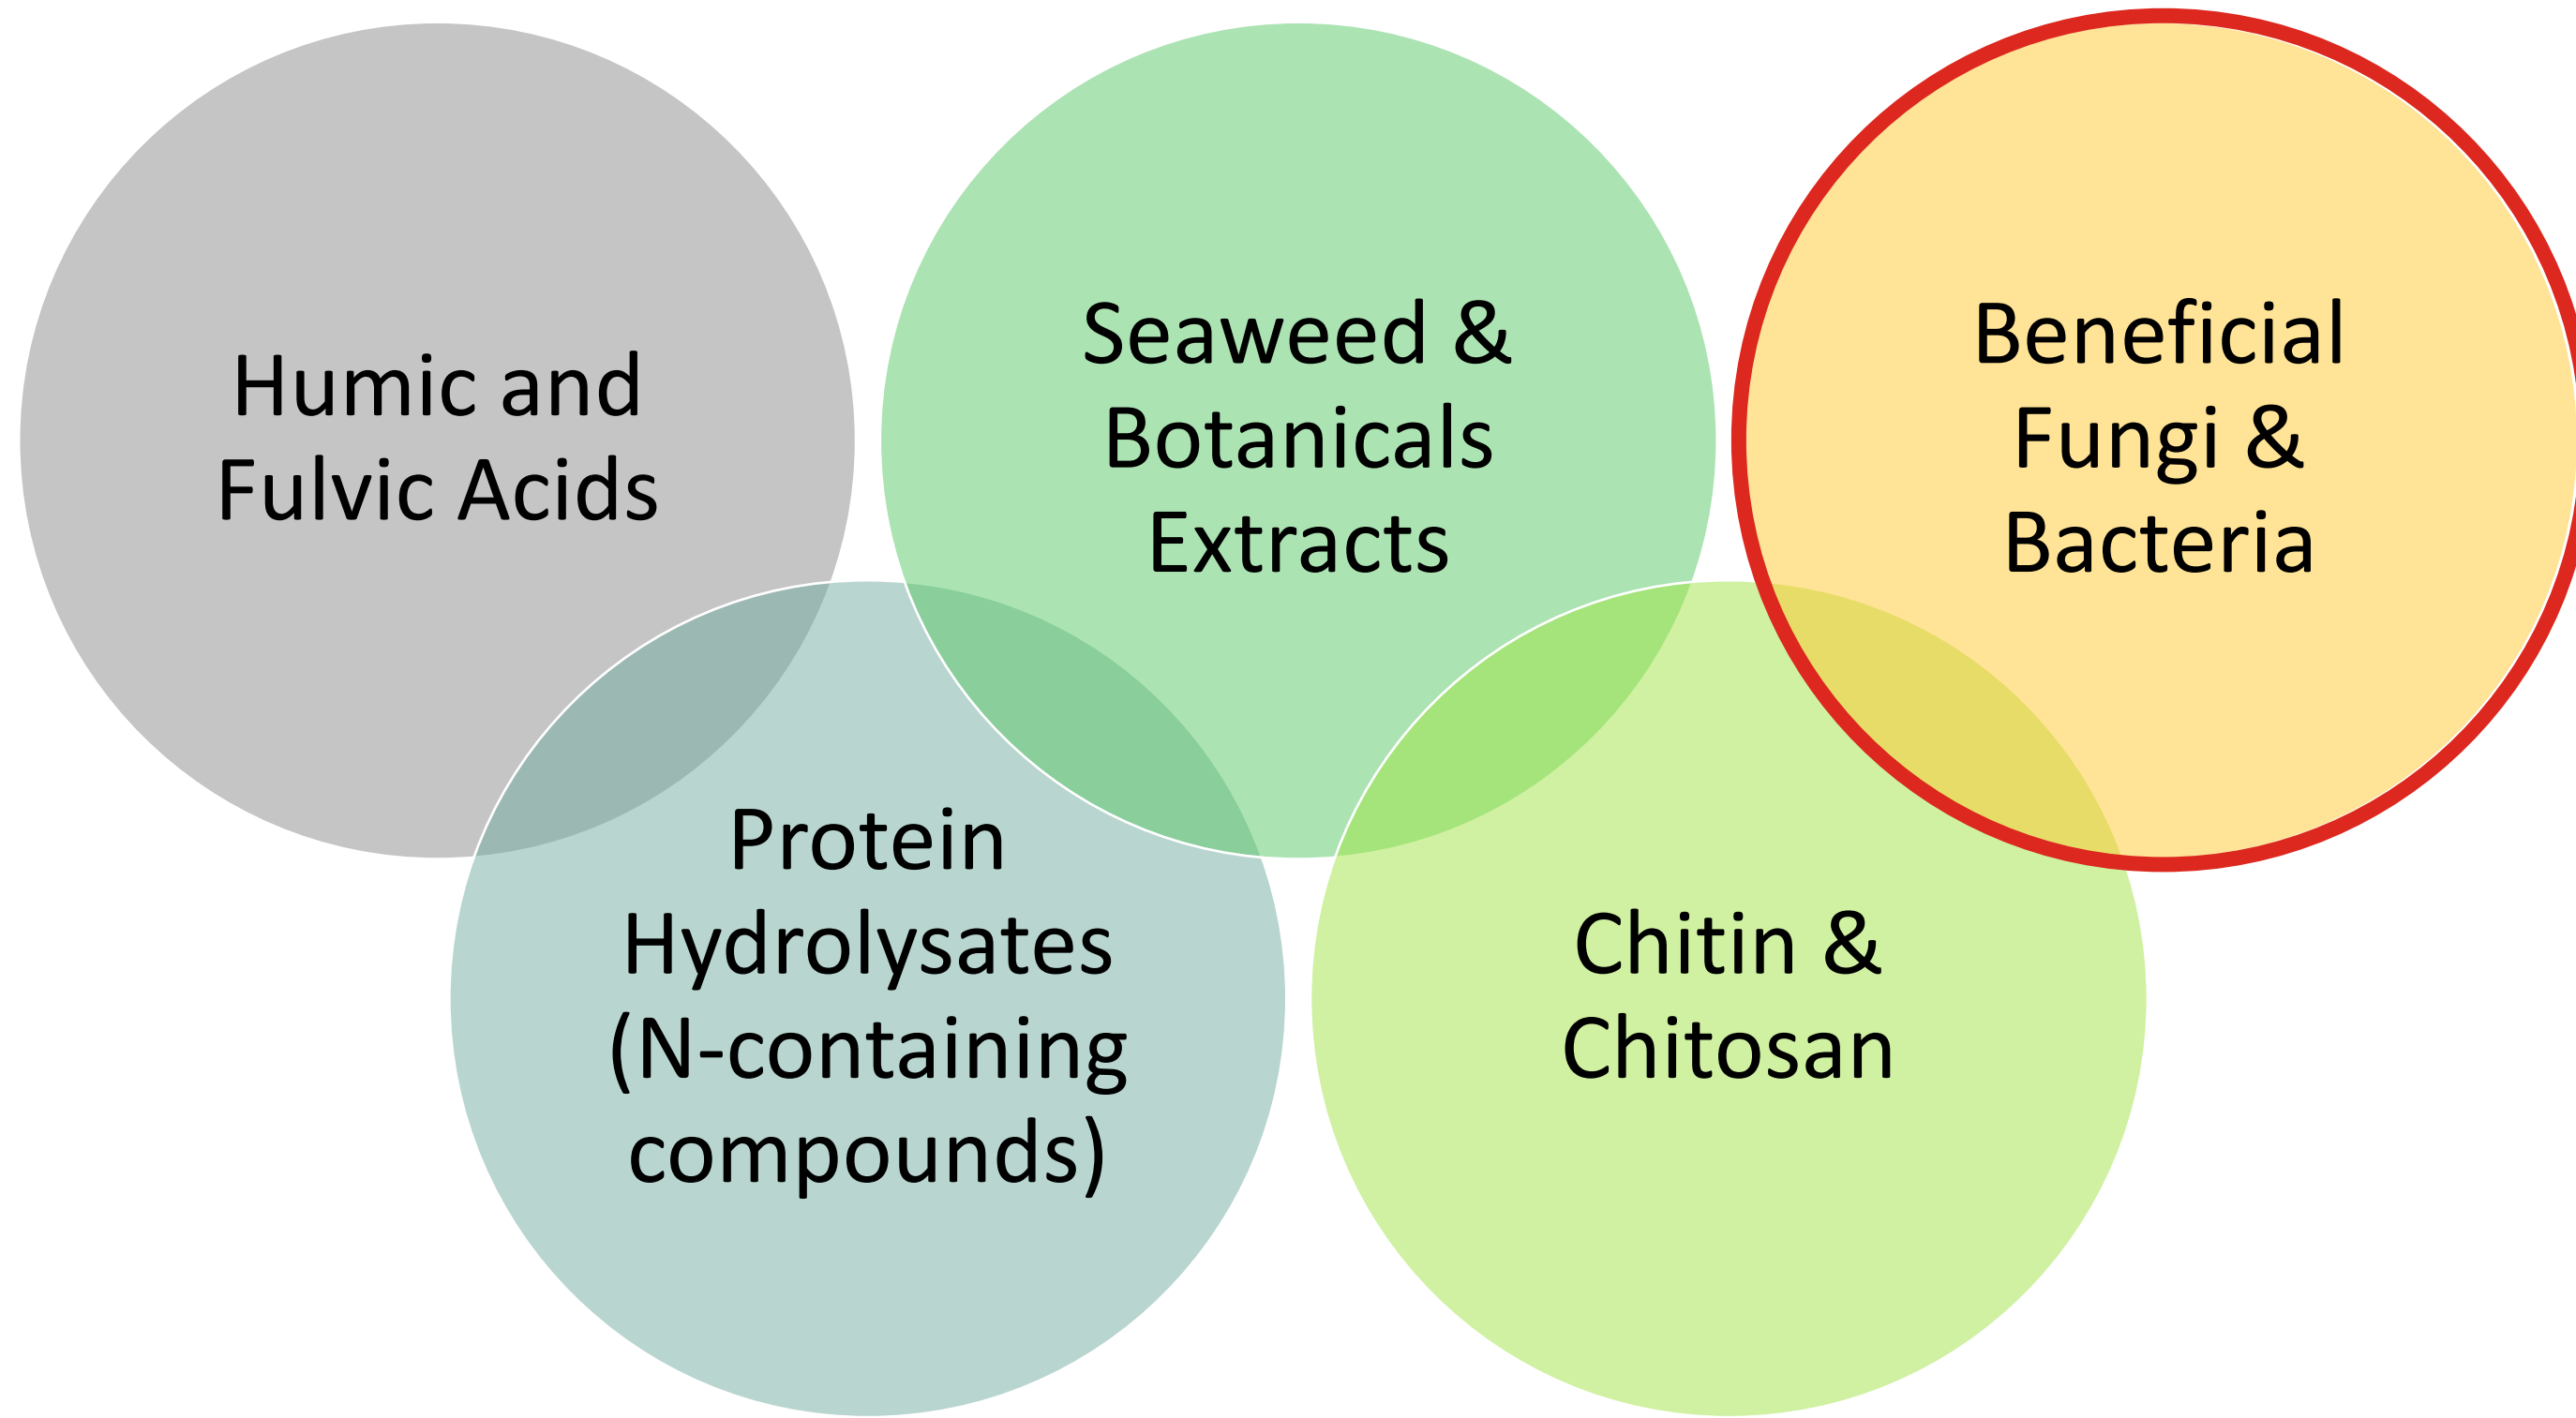 Humic and
Fulvic Acids
Seaweed &
Botanicals
Extracts
Beneficial
Fungi &
Bacteria
Protein
Hydrolysates
(N-containing
compounds)
Chitin &
Chitosan